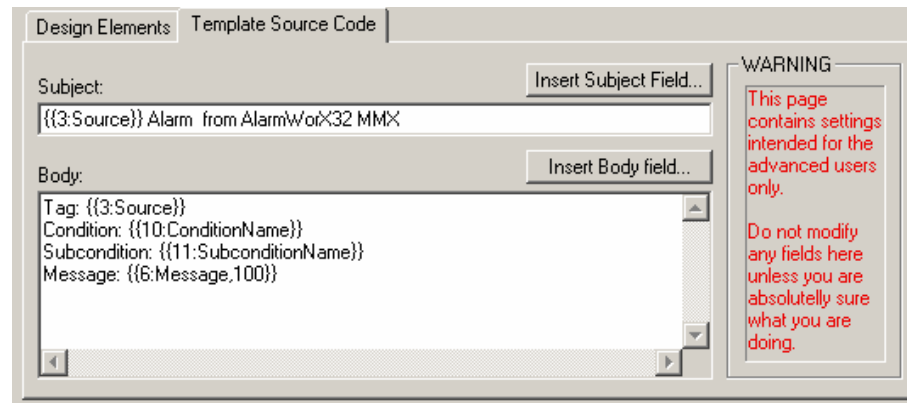 Design Elements
Template Source Code
Subject:
Insert Subject Field...
{{3:Source}} Alarm  from AlarmWorX32 MMX
Body:
Insert Body field...
Tag: {{3:Source}}
Condition: {{10:ConditionName}}
Subcondition: {{11:SubconditionName}}
Message: {{6:Message,100}}
WARNING
This page
contains settings
intended for the
advanced users
only.
Do not modify
any fields here
unless you are
absolutelly sure
what you are
doing.